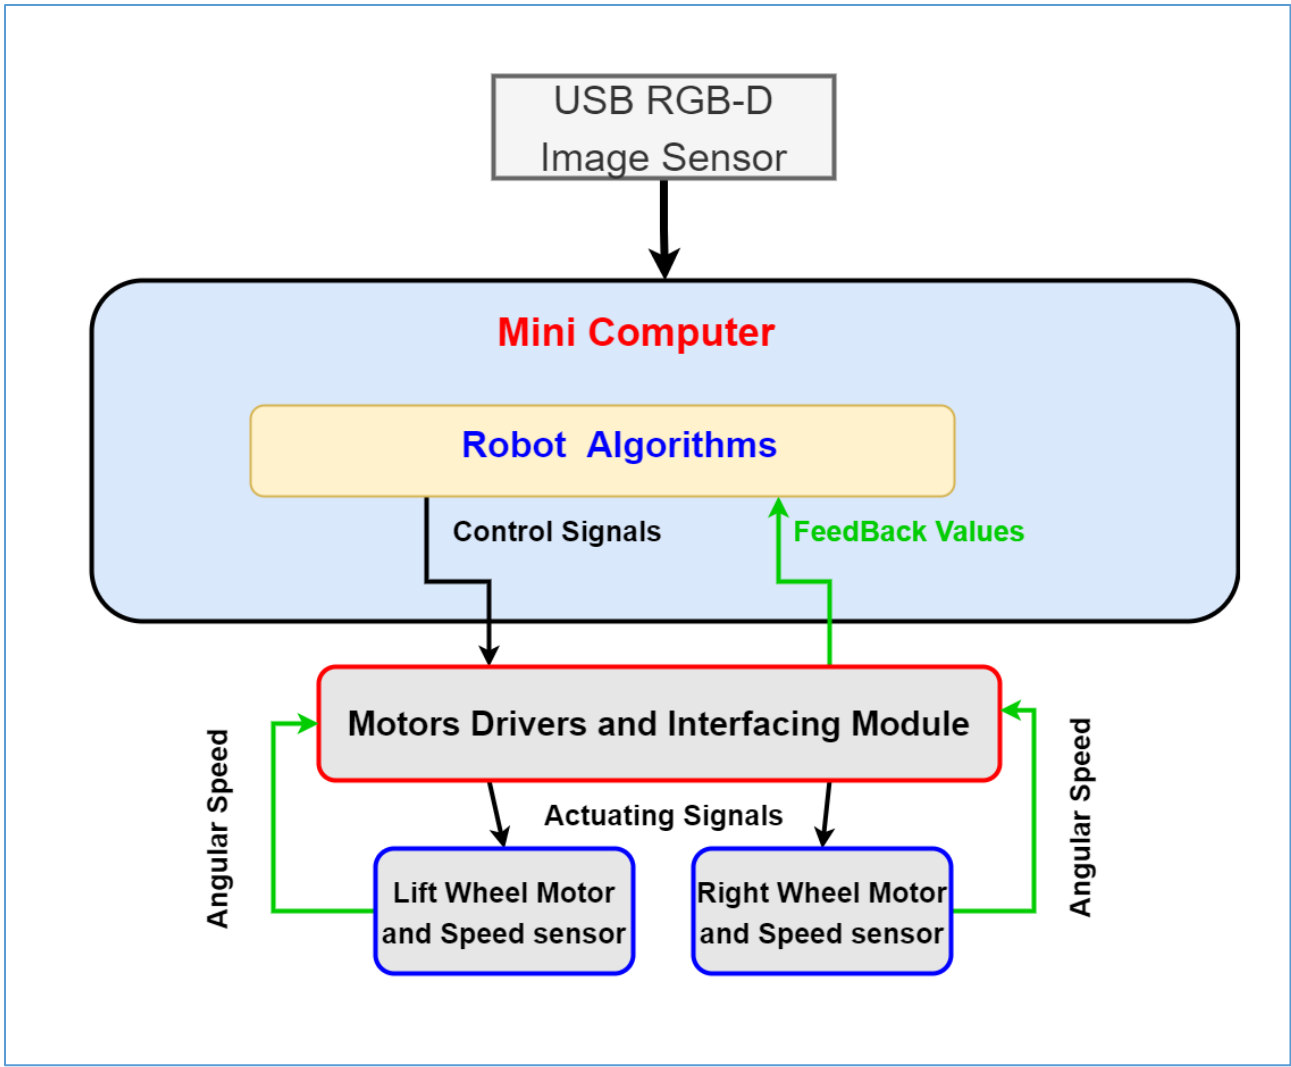 USB RGB-D
Image Sensor
Mini Computer
Robot Algorithms
Control Signals
FeedBack Values
Motors Drivers and Interfacing Module
Angular Speed
Angular Speed
Actuating Signals
Lift Wheel Motor
and Speed sensor
Right Wheel Motor
and Speed sensor